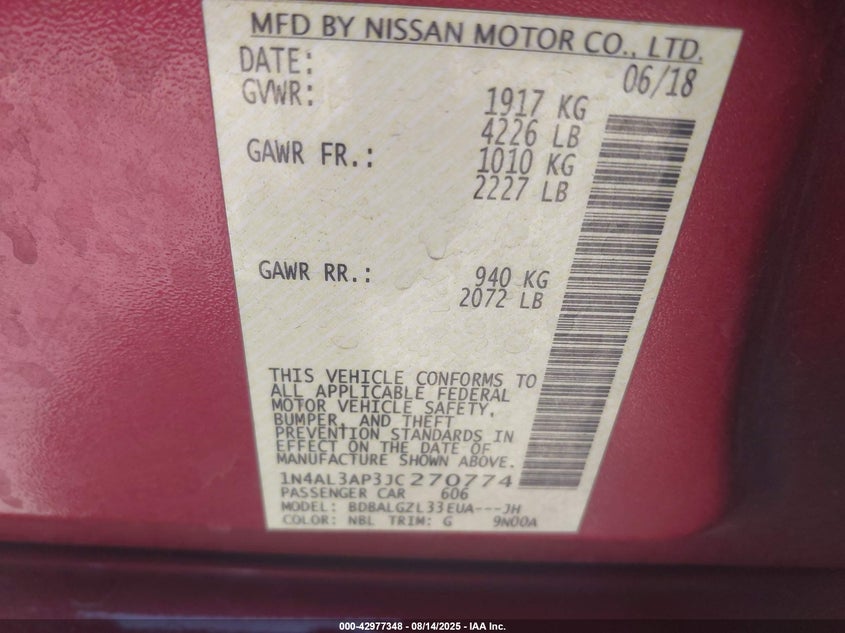 MFD BY NISSAN MOTOR CO., LTD.
DATE: 06/18
GVWR: 1917 KG
4226 LB
GAWR FR.: 1010 KG
2227 LB
GAWR RR.: 940 KG
2072 LB
THIS VEHICLE CONFORMS TO
ALL APPLICABLE FEDERAL
MOTOR VEHICLE SAFETY,
BUMPER, AND THEFT
PREVENTION STANDARDS IN
EFFECT ON THE DATE OF
MANUFACTURE SHOWN ABOVE.
1N4AL3AP3JC270774
PASSENGER CAR 606
MODEL: BDBALGZL33EUA---JH
COLOR: NBL TRIM: G 9N00A
000-42977348 - 08/14/2025 - IAA Inc.